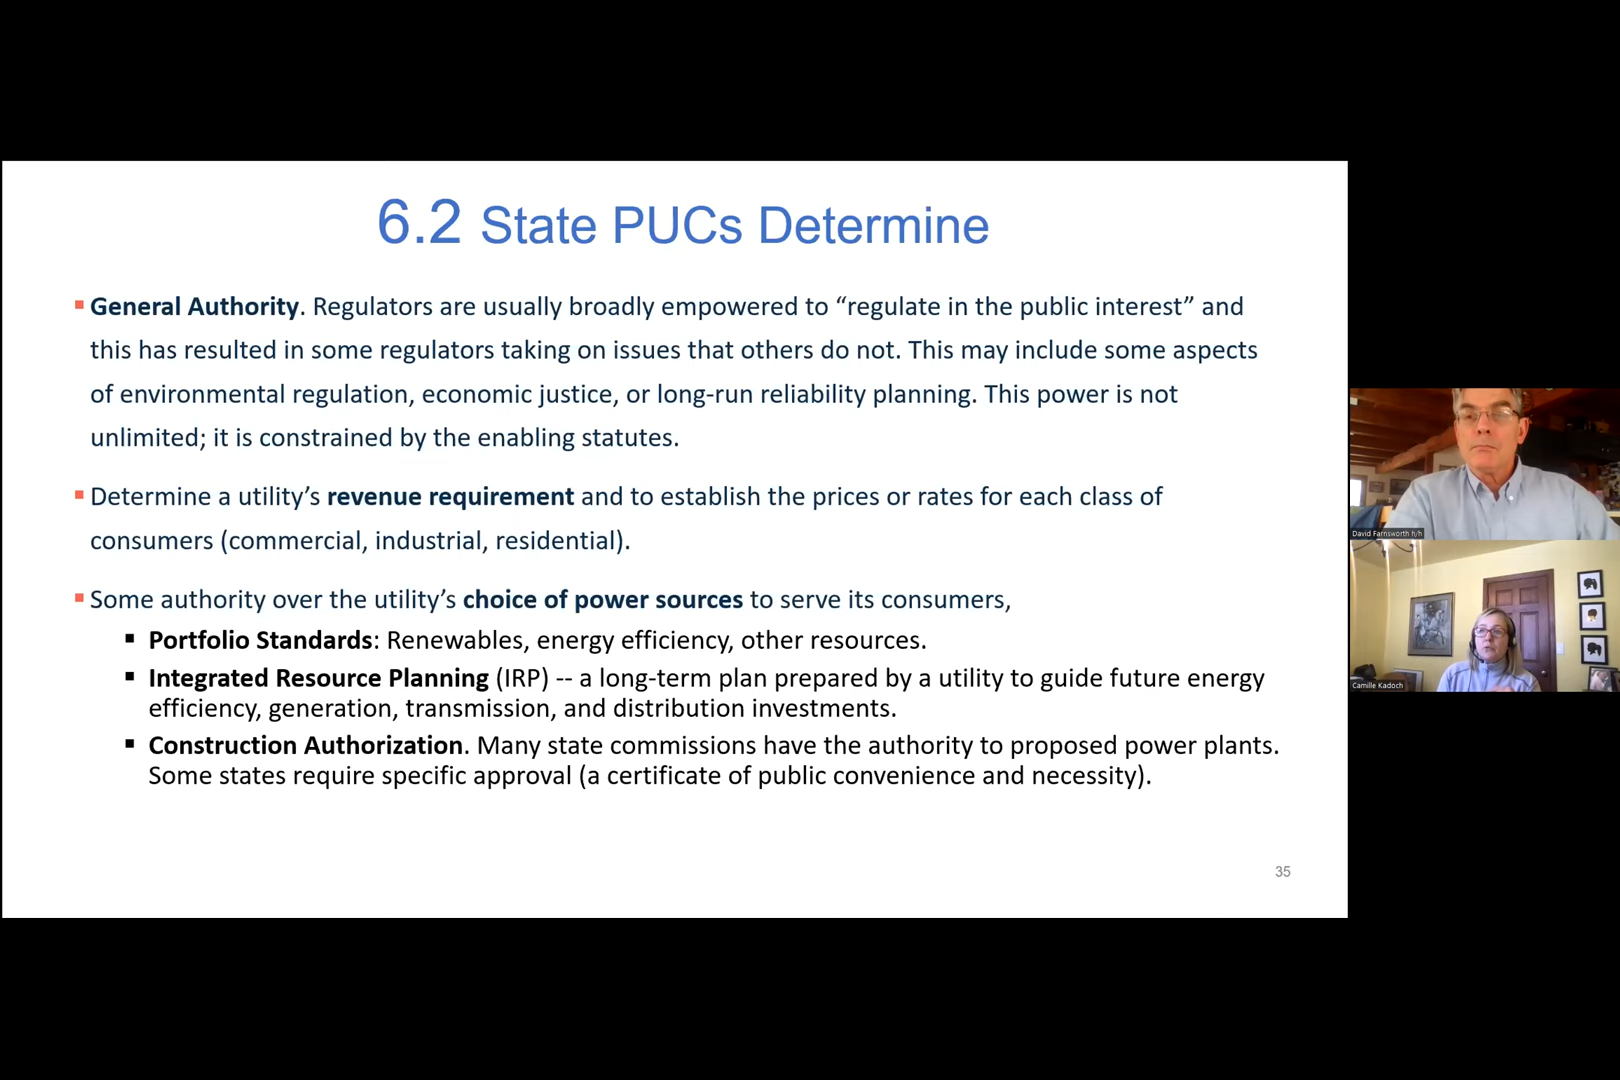 6.2 State PUCs Determine
▪ General Authority. Regulators are usually broadly empowered to “regulate in the public interest” and
this has resulted in some regulators taking on issues that others do not. This may include some aspects
of environmental regulation, economic justice, or long-run reliability planning. This power is not
unlimited; it is constrained by the enabling statutes.
▪ Determine a utility’s revenue requirement and to establish the prices or rates for each class of
consumers (commercial, industrial, residential).
▪ Some authority over the utility’s choice of power sources to serve its consumers,
▪ Portfolio Standards: Renewables, energy efficiency, other resources.
▪ Integrated Resource Planning (IRP) -- a long-term plan prepared by a utility to guide future energy
efficiency, generation, transmission, and distribution investments.
▪ Construction Authorization. Many state commissions have the authority to proposed power plants.
Some states require specific approval (a certificate of public convenience and necessity).
35
David Farnsworth h/h
Camille Kadoch